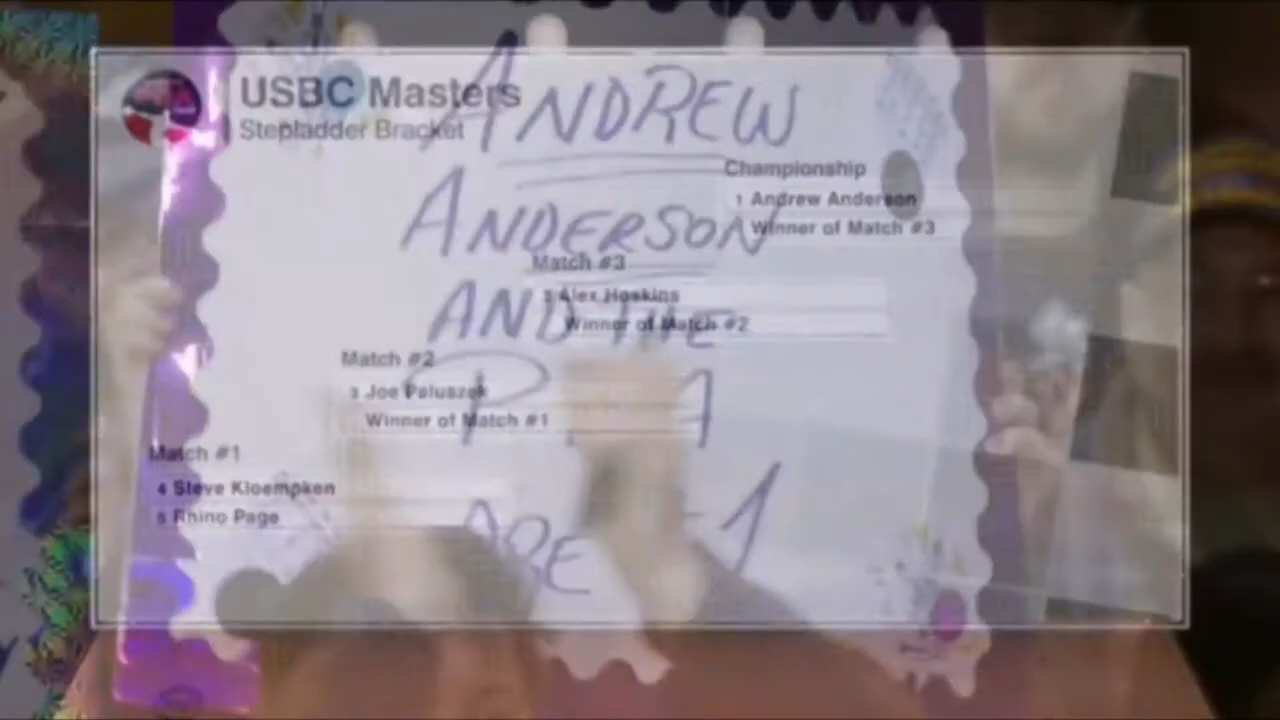 USBC Masters
Stepladder Bracket
Championship
1 Andrew Anderson
Winner of Match #3
Match #3
Alex Hoskins
Winner of Match #2
Match #2
3 Joe Paluszek
Winner of Match #1
Match #1
4 Steve Kloempken
5 Rhino Page
ANDREW
ANDERSON
AND THE
ARE